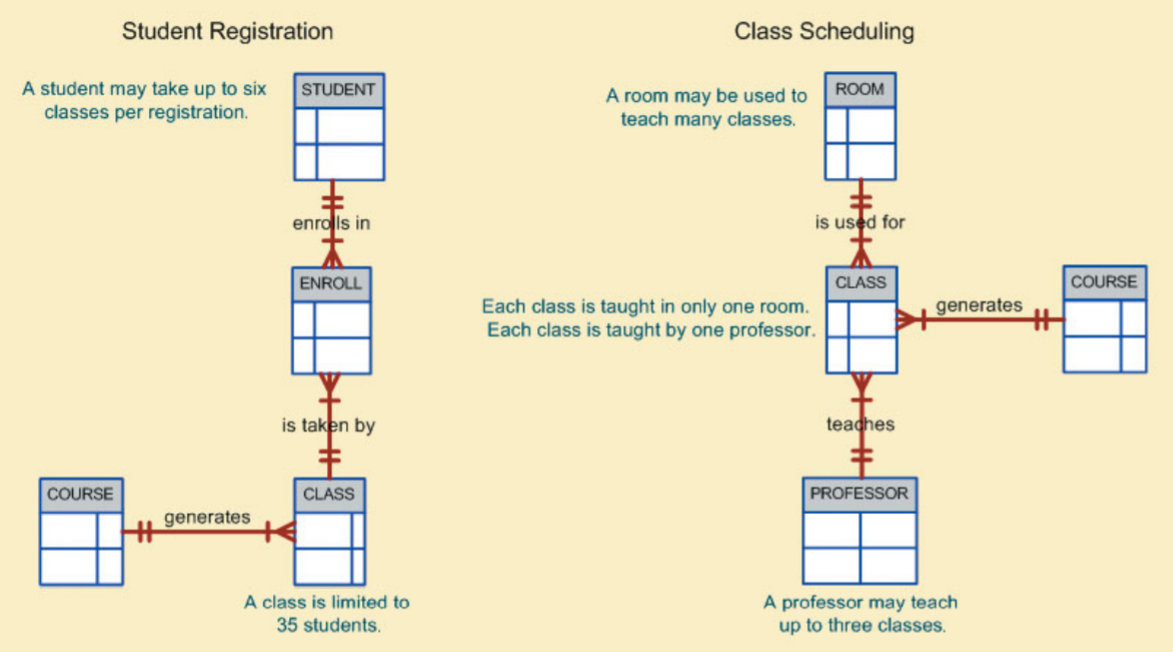 Student Registration
A student may take up to six
classes per registration.
STUDENT
enrolls in
ENROLL
is taken by
COURSE
generates
CLASS
A class is limited to
35 students.
Class Scheduling
A room may be used to
teach many classes.
ROOM
is used for
Each class is taught in only one room.
Each class is taught by one professor.
CLASS
generates
COURSE
teaches
PROFESSOR
A professor may teach
up to three classes.